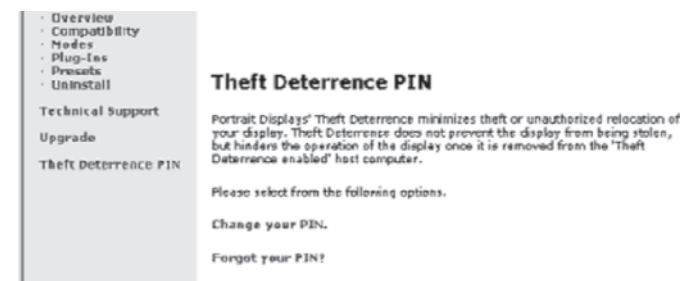 · Overview
· Compatibility
· Modes
· Plug-Ins
· Presets
· Uninstall
Technical Support
Upgrade
Theft Deterrence PIN
Theft Deterrence PIN
Portrait Displays' Theft Deterrence minimizes theft or unauthorized relocation of
your display. Theft Deterrence does not prevent the display from being stolen,
but hinders the operation of the display once it is removed from the 'Theft
Deterrence enabled' host computer.
Please select from the following options.
Change your PIN.
Forgot your PIN?